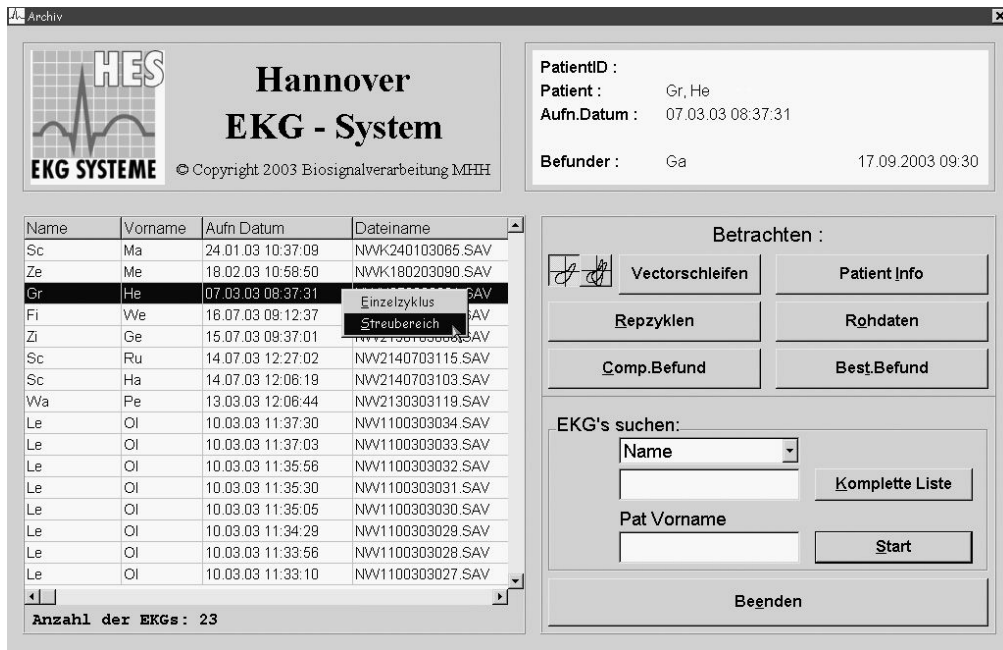 Archiv
HES
EKG SYSTEME
Hannover
EKG - System
© Copyright 2003 Biosignalverarbeitung MHH
PatientID :
Patient : Gr, He
Aufn.Datum : 07.03.03 08:37:31
Befunder : Ga 17.09.2003 09:30
Name Vorname Aufn Datum Dateiname
Sc Ma 24.01.03 10:37:09 NWK240103065.SAV
Ze Me 18.02.03 10:58:50 NWK180203090.SAV
Gr He 07.03.03 08:37:31 SAV
Fi We 16.07.03 09:12:37 SAV
Zi Ge 15.07.03 09:37:01
Sc Ru 14.07.03 12:27:02 NW2140703115.SAV
Sc Ha 14.07.03 12:06:19 NW2140703103.SAV
Wa Pe 13.03.03 12:06:44 NW2130303119.SAV
Le Ol 10.03.03 11:37:30 NW1100303034.SAV
Le Ol 10.03.03 11:37:03 NW1100303033.SAV
Le Ol 10.03.03 11:35:56 NW1100303032.SAV
Le Ol 10.03.03 11:35:30 NW1100303031.SAV
Le Ol 10.03.03 11:35:05 NW1100303030.SAV
Le Ol 10.03.03 11:34:29 NW1100303029.SAV
Le Ol 10.03.03 11:33:56 NW1100303028.SAV
Le Ol 10.03.03 11:33:10 NW1100303027.SAV
Einzelzyklus
Streubereich
Anzahl der EKGs: 23
Betrachten :
Vectorschleifen Patient Info
Repzyklen Rohdaten
Comp.Befund Best.Befund
EKG's suchen:
Name
Komplette Liste
Pat Vorname
Start
Beenden